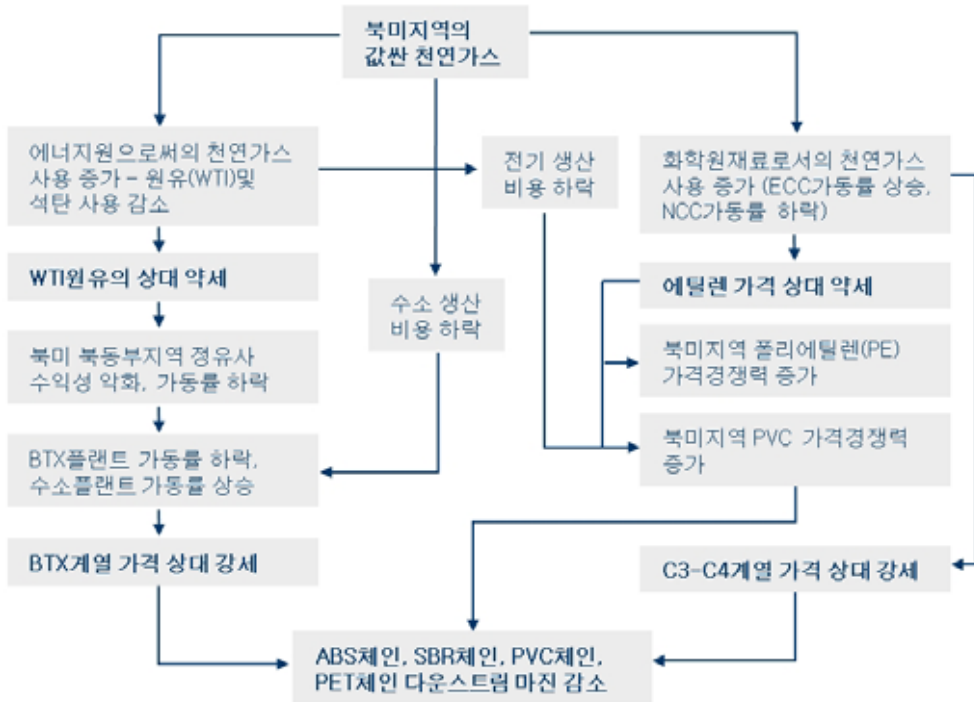 북미지역의
값싼 천연가스
에너지원으로써의 천연가스
사용 증가 - 원유(WTI)및
석탄 사용 감소
전기 생산
비용 하락
화학원재료로서의 천연가스
사용 증가 (ECC가동률 상승,
NCC가동률 하락)
WTI원유의 상대 약세
수소 생산
비용 하락
에틸렌 가격 상대 약세
북미 북동부지역 정유사
수익성 악화, 가동률 하락
북미지역 폴리에틸렌(PE)
가격경쟁력 증가
BTX플랜트 가동률 하락,
수소플랜트 가동률 상승
북미지역 PVC 가격경쟁력
증가
BTX계열 가격 상대 강세
C3-C4계열 가격 상대 강세
ABS체인, SBR체인, PVC체인,
PET체인 다운스트림 마진 감소